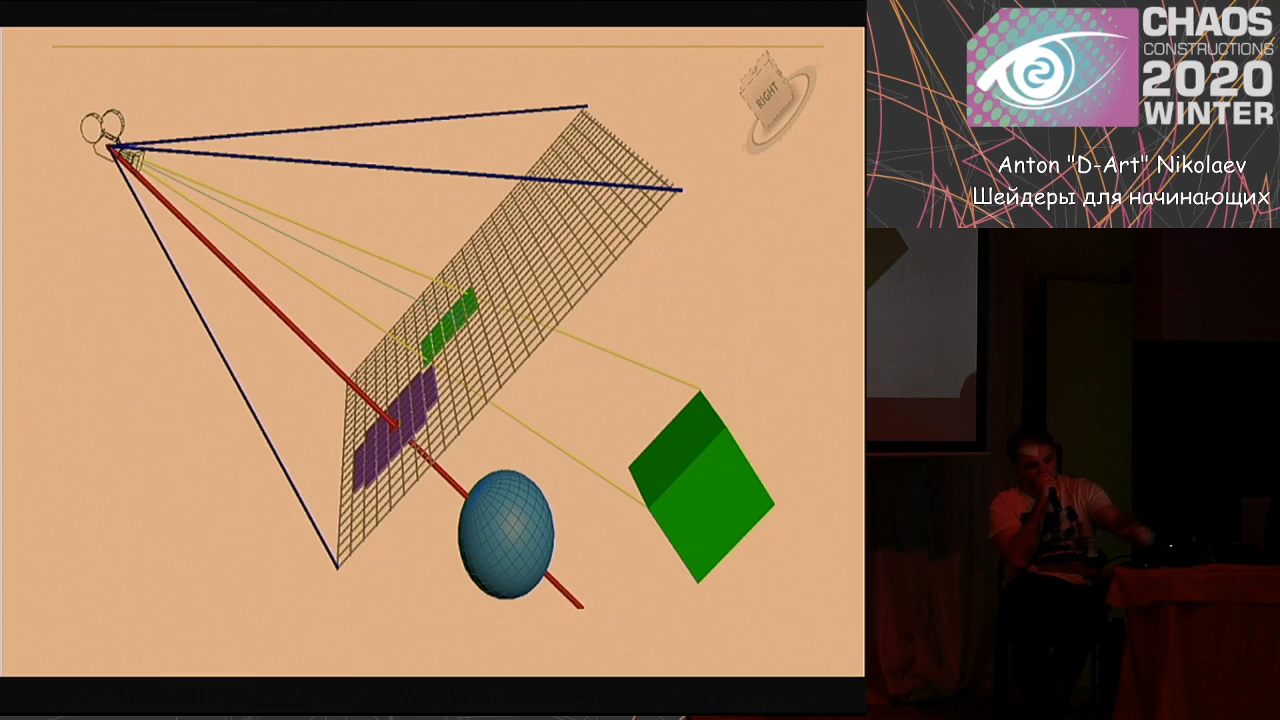 RIGHT
CHAOS
CONSTRUCTIONS
2020
WINTER
Anton "D-Art" Nikolaev
Шейдеры для начинающих